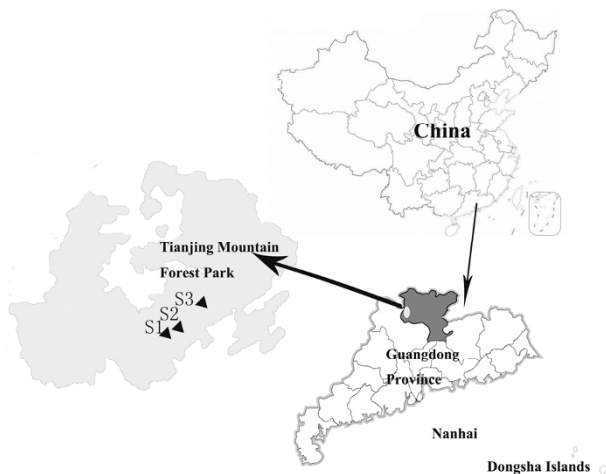 China
Tianjing Mountain
Forest Park
S3
S2
S1
Guangdong
Province
Nanhai
Dongsha Islands